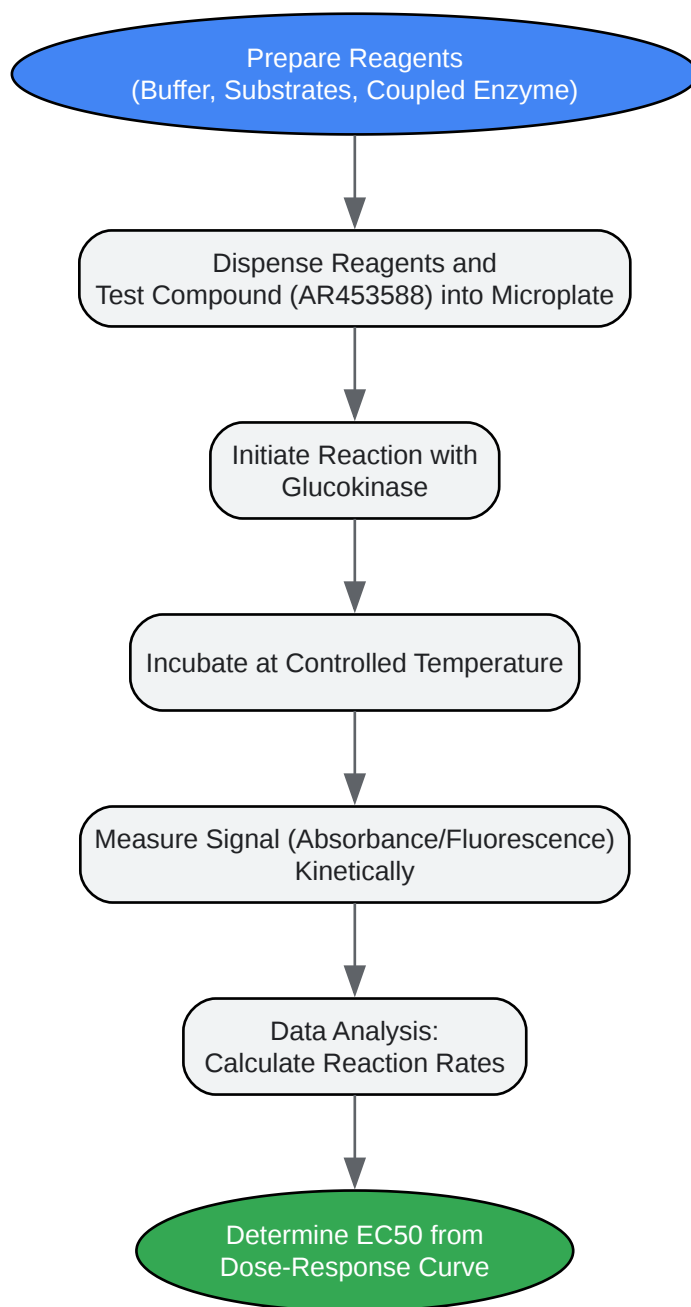 Prepare Reagents
(Buffer, Substrates, Coupled Enzyme)
Dispense Reagents and
Test Compound (AR453588) into Microplate
Initiate Reaction with
Glucokinase
Incubate at Controlled Temperature
Measure Signal (Absorbance/Fluorescence)
Kinetically
Data Analysis:
Calculate Reaction Rates
Determine EC50 from
Dose-Response Curve